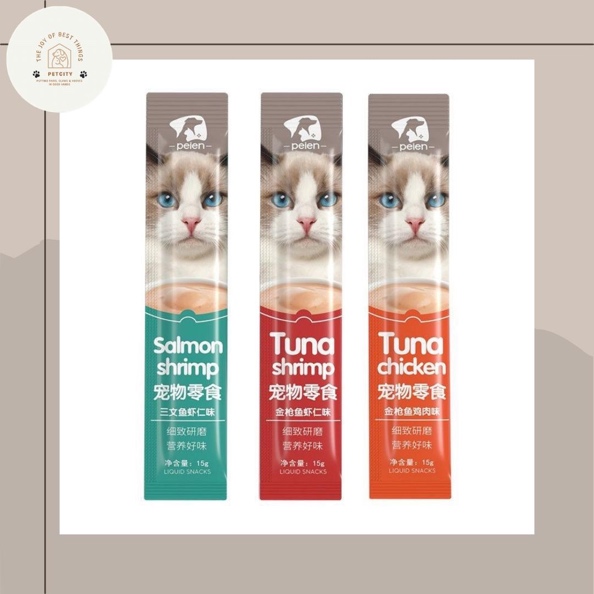 THE JOY OF BEST THINGS
PETCITY
-peien-
Salmon
shrimp
宠物零食
三文鱼虾仁味
细致研磨
营养好味
净含量：15g
LIQUID SNACKS
-peien-
Tuna
shrimp
宠物零食
金枪鱼虾仁味
细致研磨
营养好味
净含量：15g
LIQUID SNACKS
-peien-
Tuna
chicken
宠物零食
金枪鱼鸡肉味
细致研磨
营养好味
净含量：15g
LIQUID SNACKS